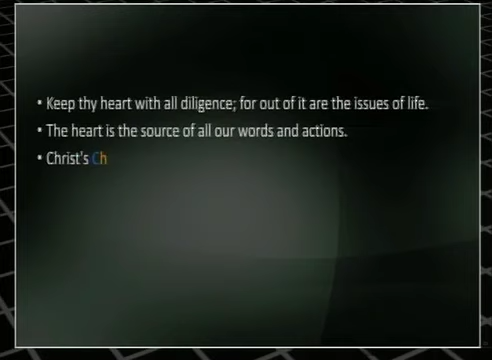 • Keep thy heart with all diligence; for out of it are the issues of life.
• The heart is the source of all our words and actions.
• Christ's Ch